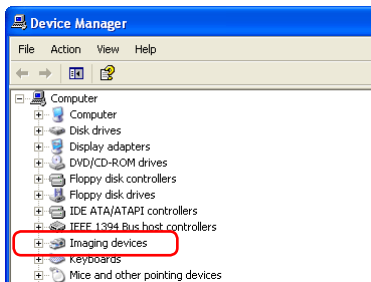 Device Manager
File Action View Help
Computer
Computer
Disk drives
Display adapters
DVD/CD-ROM drives
Floppy disk controllers
Floppy disk drives
IDE ATA/ATAPI controllers
IEEE 1394 Bus host controllers
Imaging devices
Keyboards
Mice and other pointing devices